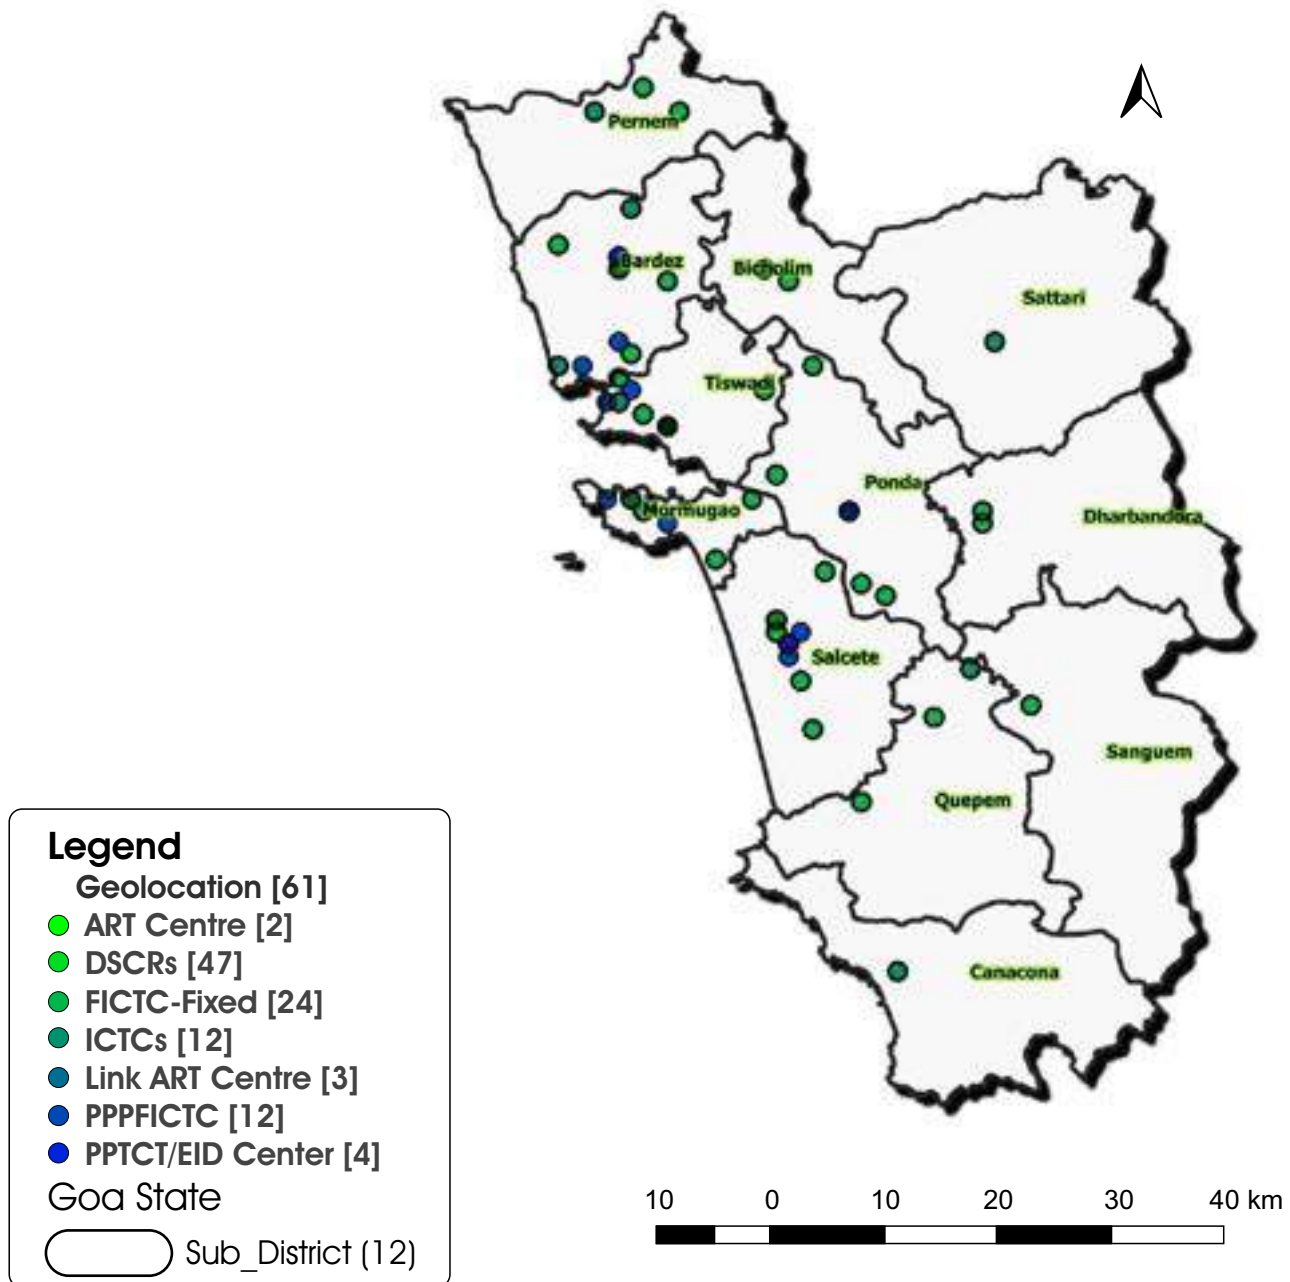 Pernem
Bardez
Bicholim
Sattari
Tiswadi
Ponda
Mormugao
Dharbandora
Salcete
Sanguem
Quepem
Canacona
Legend
Geolocation [61]
ART Centre [2]
DSCRs [47]
FICTC-Fixed [24]
ICTCs [12]
Link ART Centre [3]
PPPFICTC [12]
PPTCT/EID Center [4]
Goa State
Sub_District (12)
10 0 10 20 30 40 km